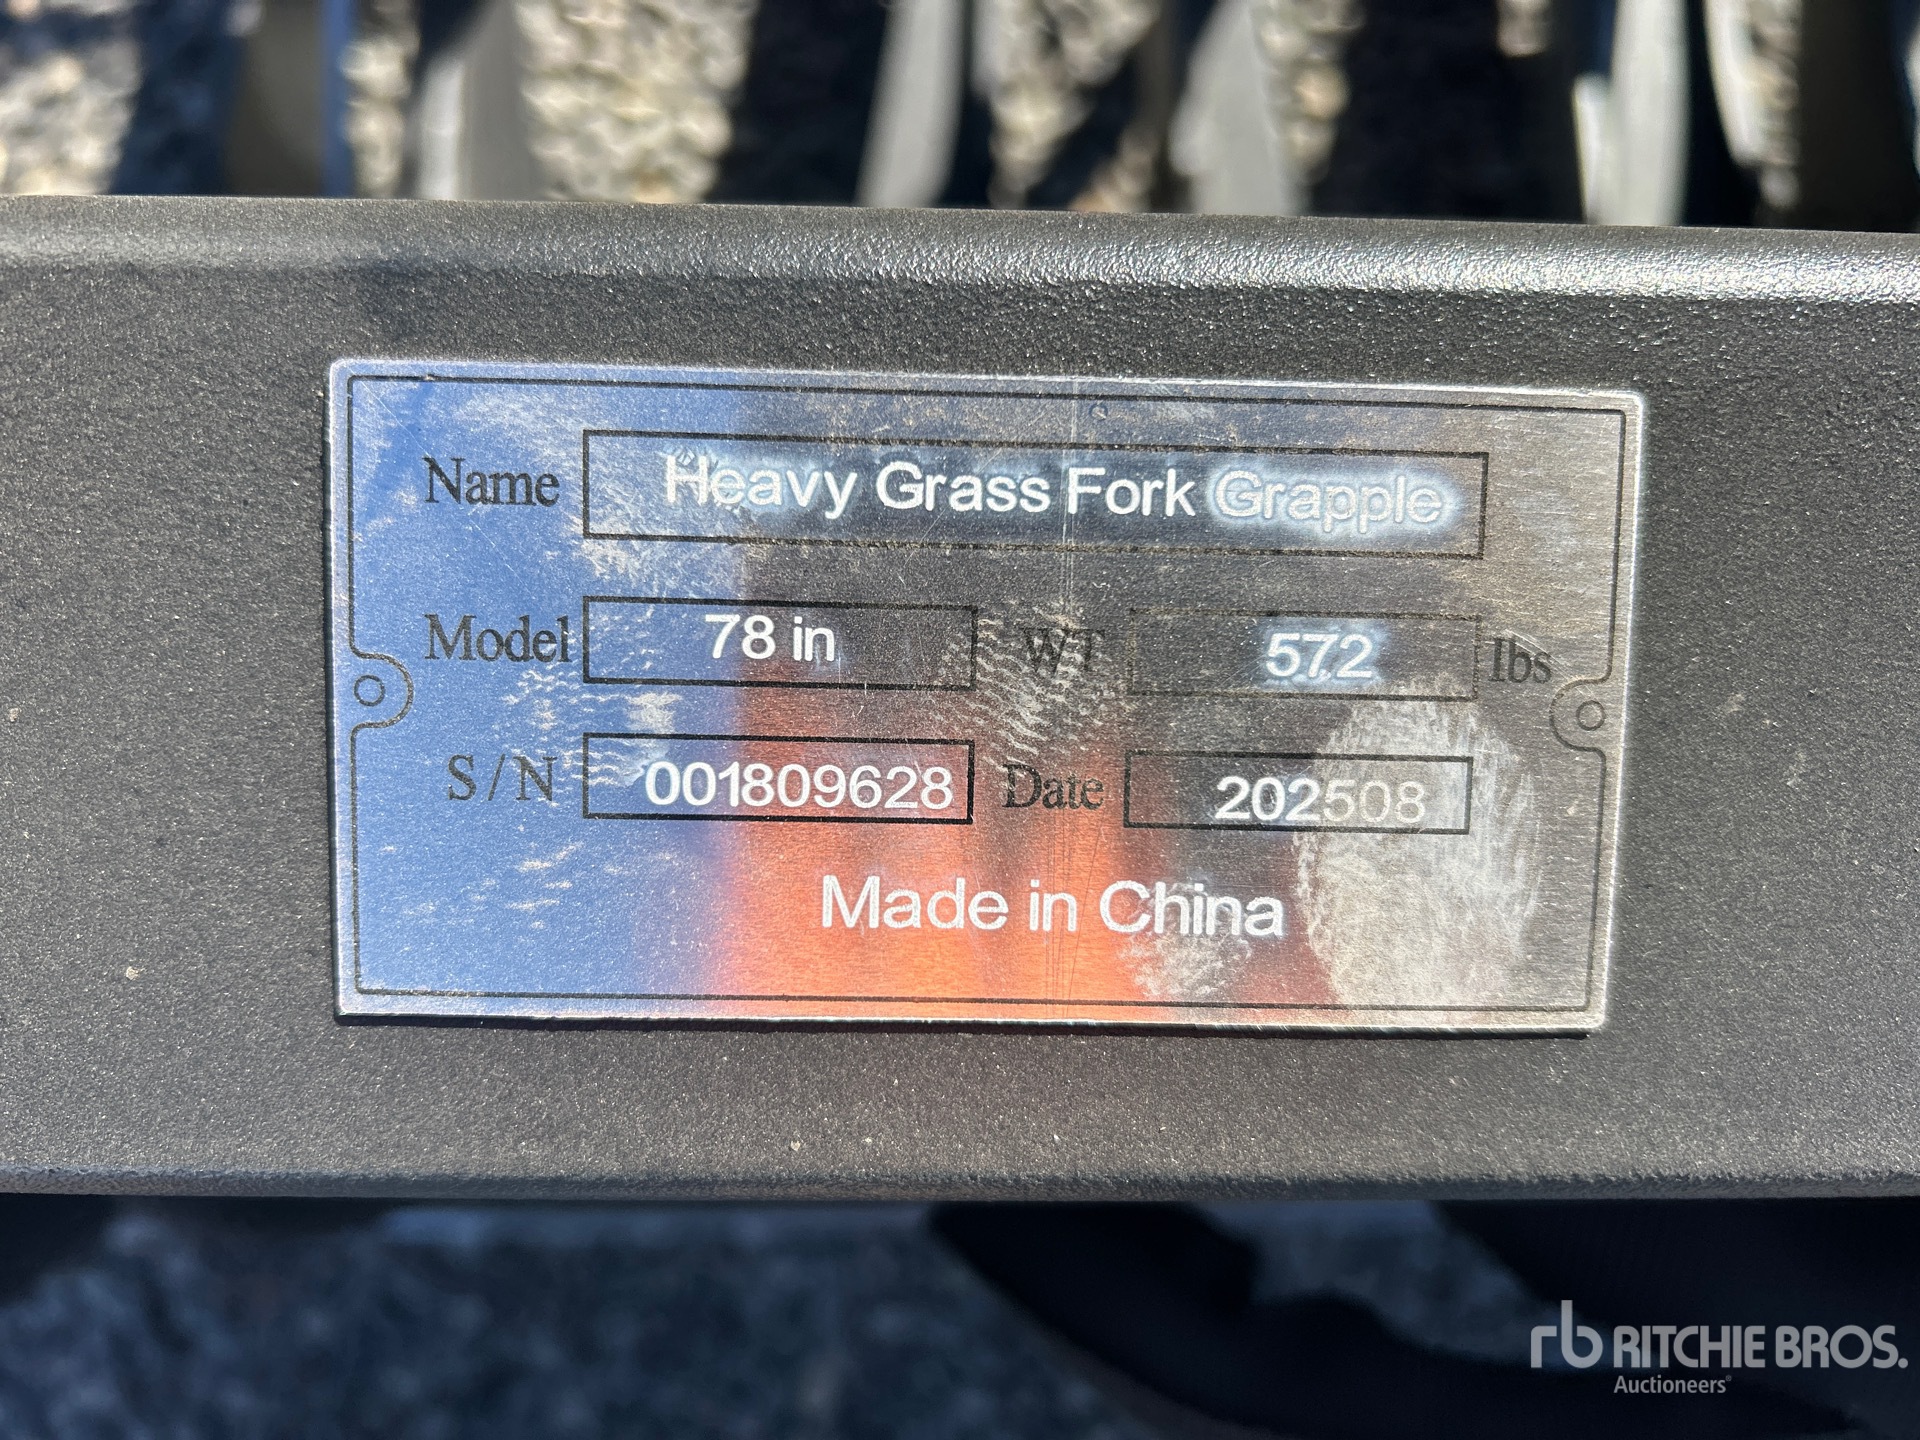 Name Heavy Grass Fork Grapple
Model 78 in WT 572 lbs
S/N 001809628 Date 202508
Made in China
rb RITCHIE BROS.
Auctioneers®